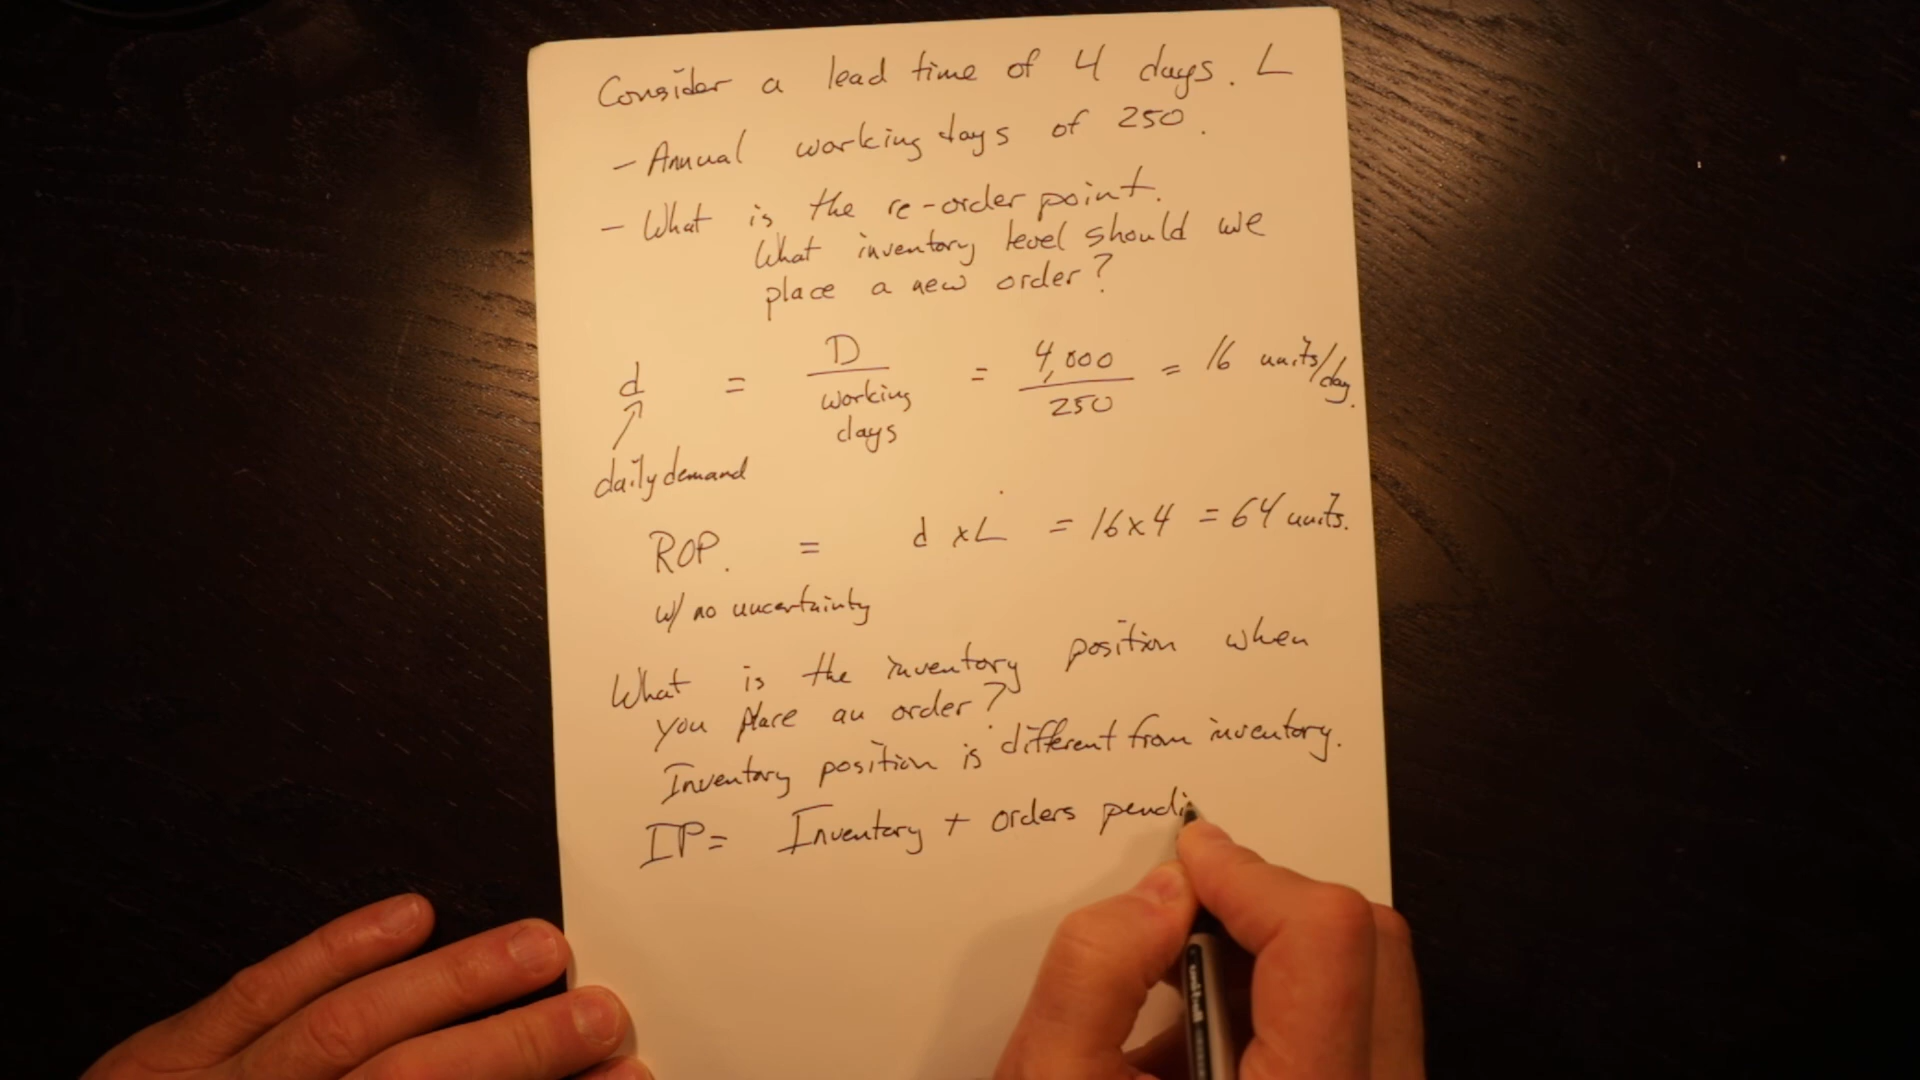 Consider a lead time of 4 days. L
- Annual working days of 250.
- What is the re-order point.
What inventory level should we
place a new order?
d = D / working days = 4,000 / 250 = 16 units/day.
daily demand
ROP. = d x L = 16 x 4 = 64 units.
w/ no uncertainty
What is the inventory position when
you place an order?
Inventory position is different from inventory.
IP = Inventory + orders pendi
uni-ball